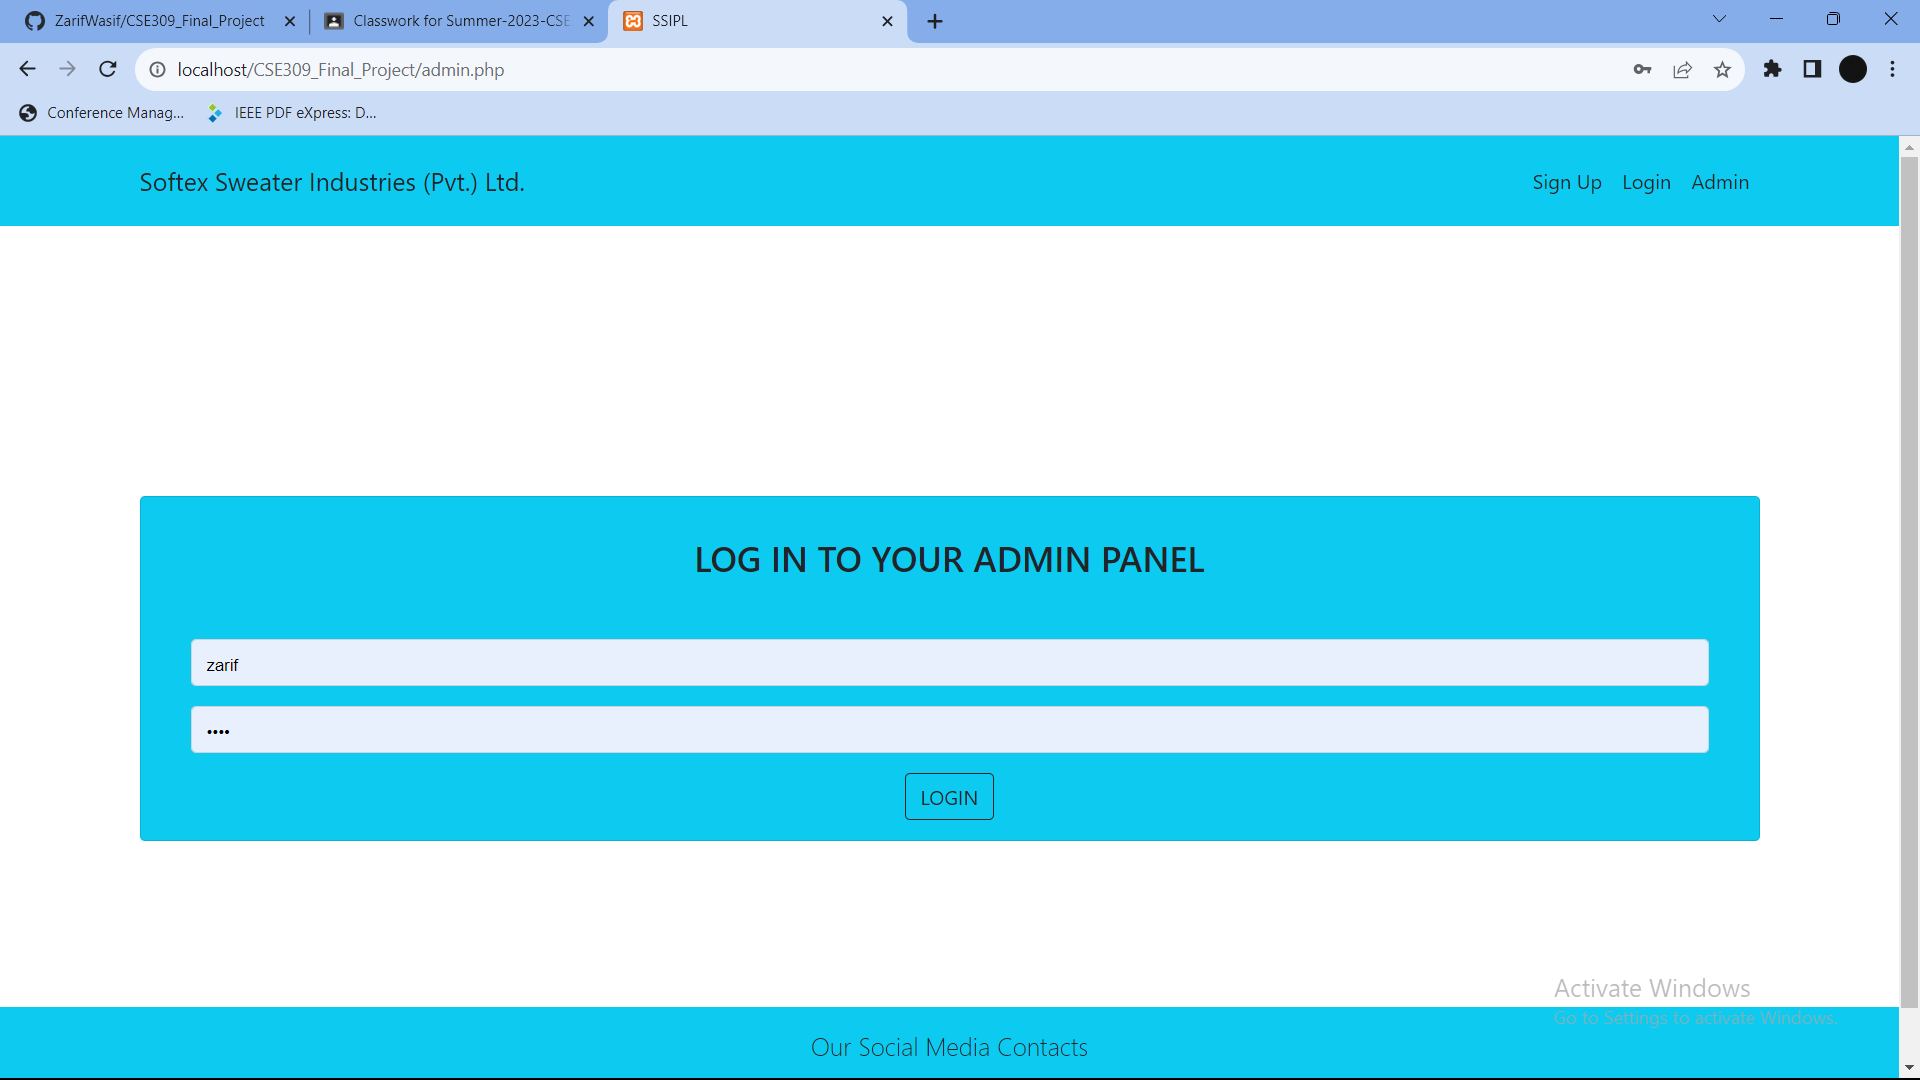 ZarifWasif/CSE309_Final_Project
Classwork for Summer-2023-CSE
SSIPL
localhost/CSE309_Final_Project/admin.php
Conference Manag...
IEEE PDF eXpress: D...
Softex Sweater Industries (Pvt.) Ltd.
Sign Up Login Admin
LOG IN TO YOUR ADMIN PANEL
zarif
••••
LOGIN
Activate Windows
Go to Settings to activate Windows.
Our Social Media Contacts